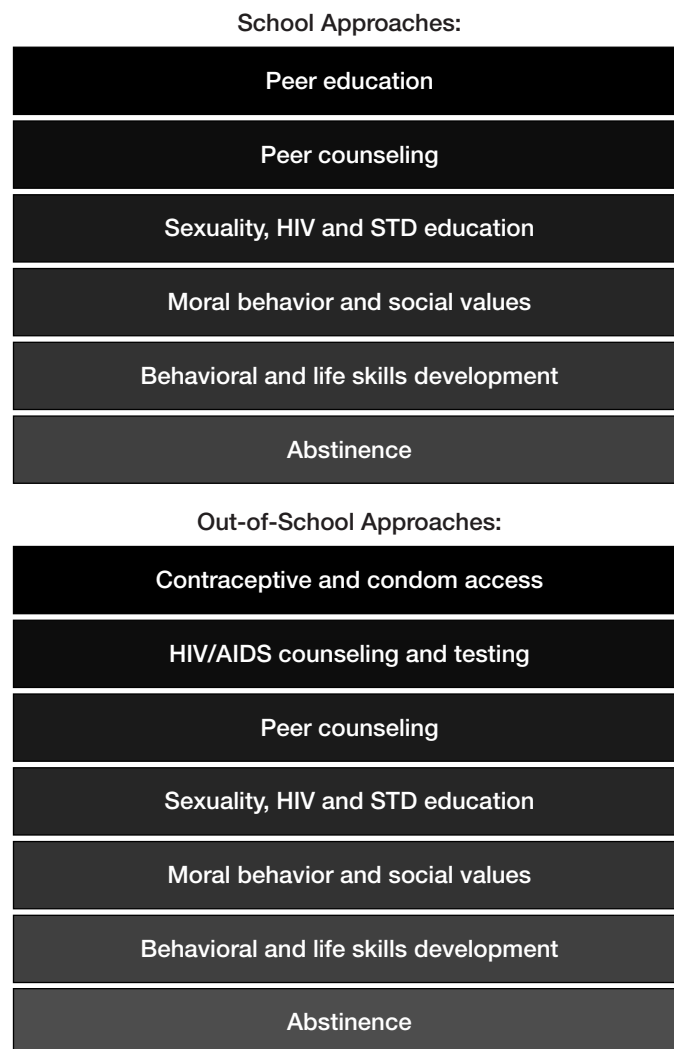 School Approaches:
Peer education
Peer counseling
Sexuality, HIV and STD education
Moral behavior and social values
Behavioral and life skills development
Abstinence
Out-of-School Approaches:
Contraceptive and condom access
HIV/AIDS counseling and testing
Peer counseling
Sexuality, HIV and STD education
Moral behavior and social values
Behavioral and life skills development
Abstinence